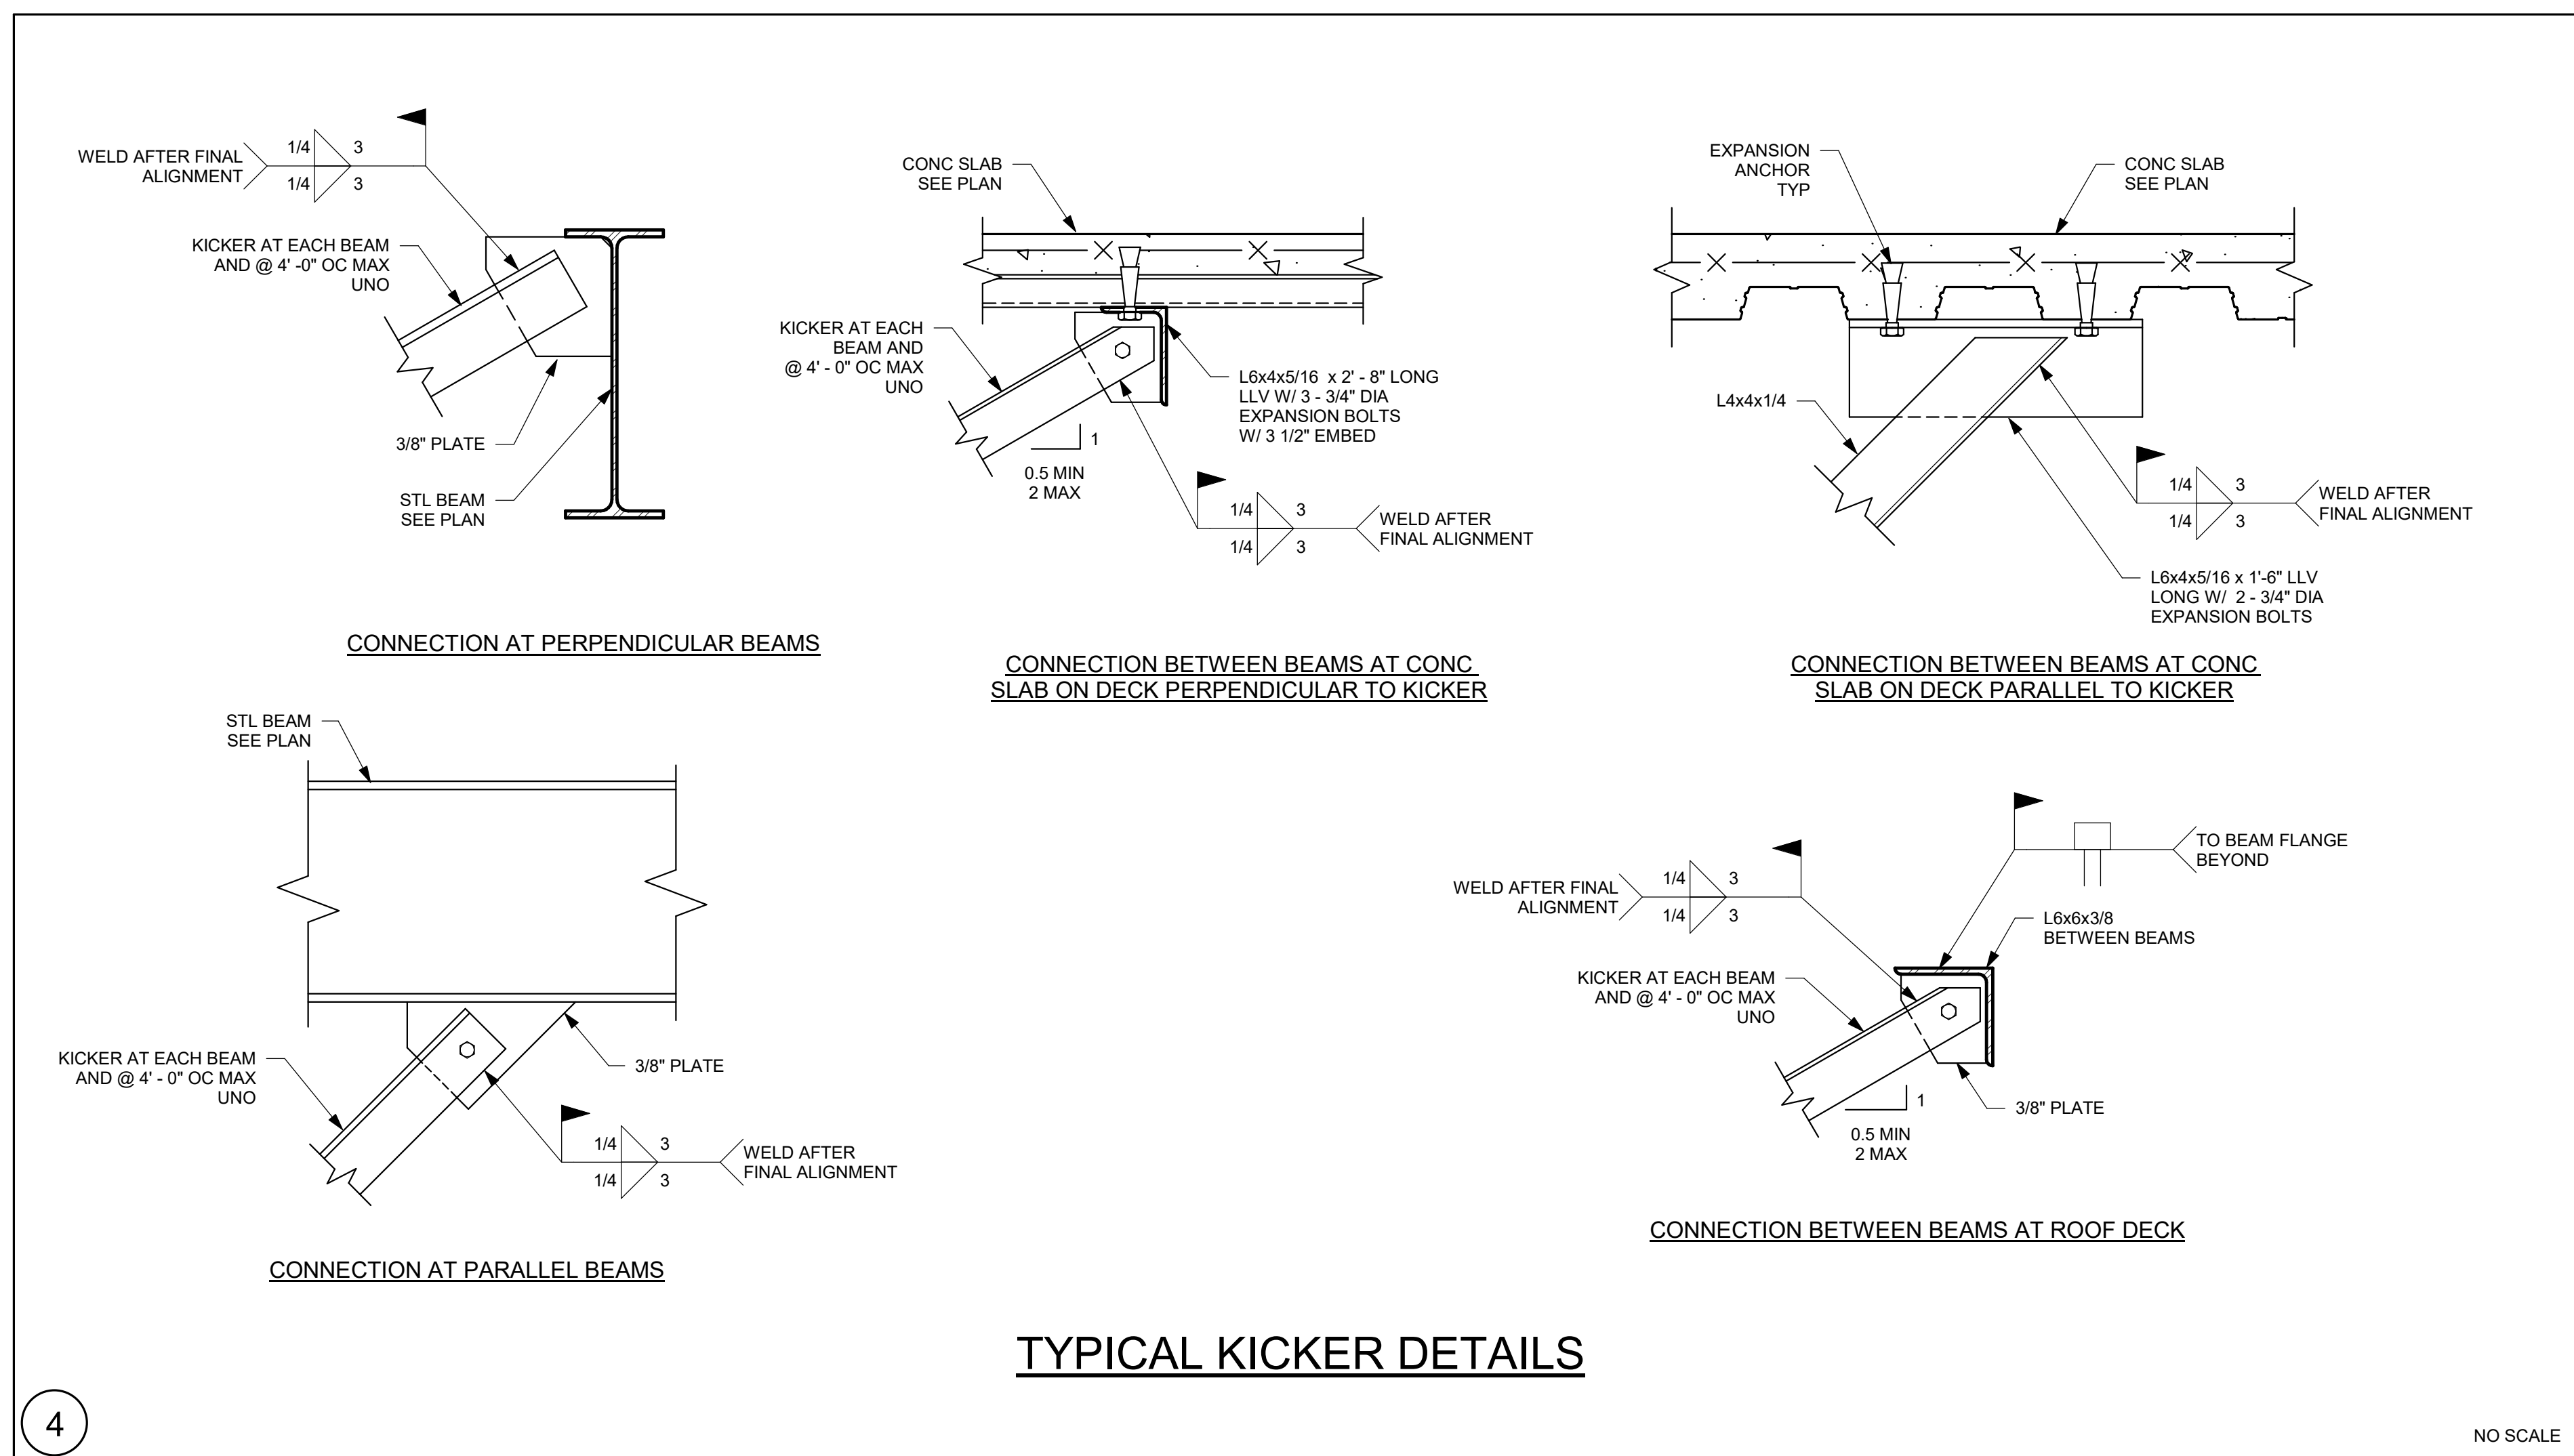 WELD AFTER FINAL
ALIGNMENT
1/4
3
1/4
3
KICKER AT EACH BEAM
AND @ 4' -0" OC MAX
UNO
3/8" PLATE
STL BEAM
SEE PLAN
CONNECTION AT PERPENDICULAR BEAMS
CONC SLAB
SEE PLAN
KICKER AT EACH
BEAM AND
@ 4' - 0" OC MAX
UNO
L6x4x5/16 x 2' - 8" LONG
LLV W/ 3 - 3/4" DIA
EXPANSION BOLTS
W/ 3 1/2" EMBED
1
0.5 MIN
2 MAX
1/4
3
1/4
3
WELD AFTER
FINAL ALIGNMENT
CONNECTION BETWEEN BEAMS AT CONC
SLAB ON DECK PERPENDICULAR TO KICKER
EXPANSION
ANCHOR
TYP
CONC SLAB
SEE PLAN
L4x4x1/4
1/4
3
1/4
3
WELD AFTER
FINAL ALIGNMENT
L6x4x5/16 x 1'-6" LLV
LONG W/ 2 - 3/4" DIA
EXPANSION BOLTS
CONNECTION BETWEEN BEAMS AT CONC
SLAB ON DECK PARALLEL TO KICKER
STL BEAM
SEE PLAN
KICKER AT EACH BEAM
AND @ 4' - 0" OC MAX
UNO
3/8" PLATE
1/4
3
1/4
3
WELD AFTER
FINAL ALIGNMENT
CONNECTION AT PARALLEL BEAMS
TO BEAM FLANGE
BEYOND
WELD AFTER FINAL
ALIGNMENT
1/4
3
1/4
3
L6x6x3/8
BETWEEN BEAMS
KICKER AT EACH BEAM
AND @ 4' - 0" OC MAX
UNO
1
0.5 MIN
2 MAX
3/8" PLATE
CONNECTION BETWEEN BEAMS AT ROOF DECK
TYPICAL KICKER DETAILS
4
NO SCALE